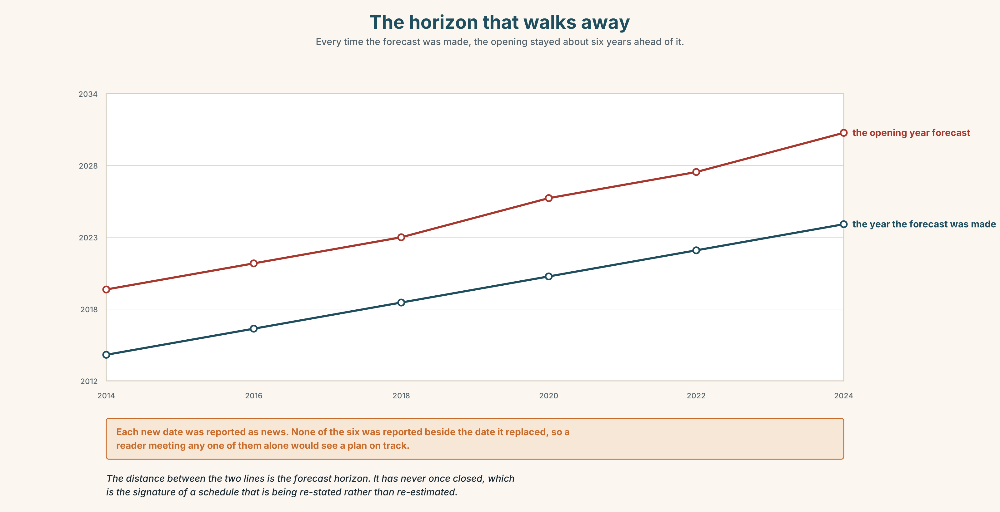 The horizon that walks away
Every time the forecast was made, the opening stayed about six years ahead of it.
2034
2028
2023
2018
2012
the opening year forecast
the year the forecast was made
2014
2016
2018
2020
2022
2024
Each new date was reported as news. None of the six was reported beside the date it replaced, so a
reader meeting any one of them alone would see a plan on track.
The distance between the two lines is the forecast horizon. It has never once closed, which
is the signature of a schedule that is being re-stated rather than re-estimated.